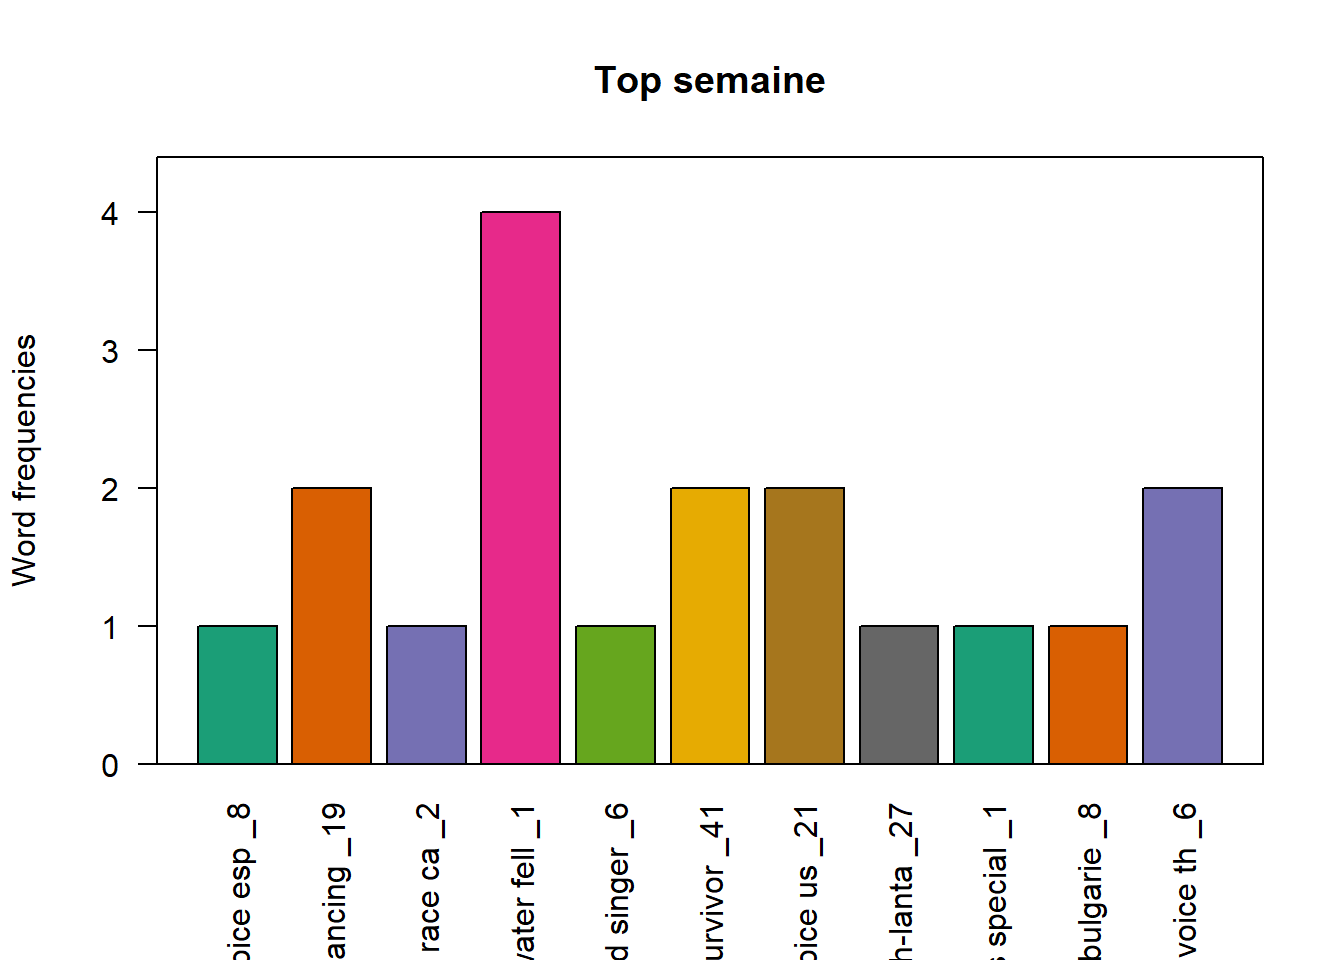 Top semaine
Word frequencies
4
3
2
1
0
oice esp _8
ancing _19
race ca _2
water fell _1
d singer _6
urvivor _41
oice us _21
h-lanta _27
s special _1
bulgarie _8
voice th _6